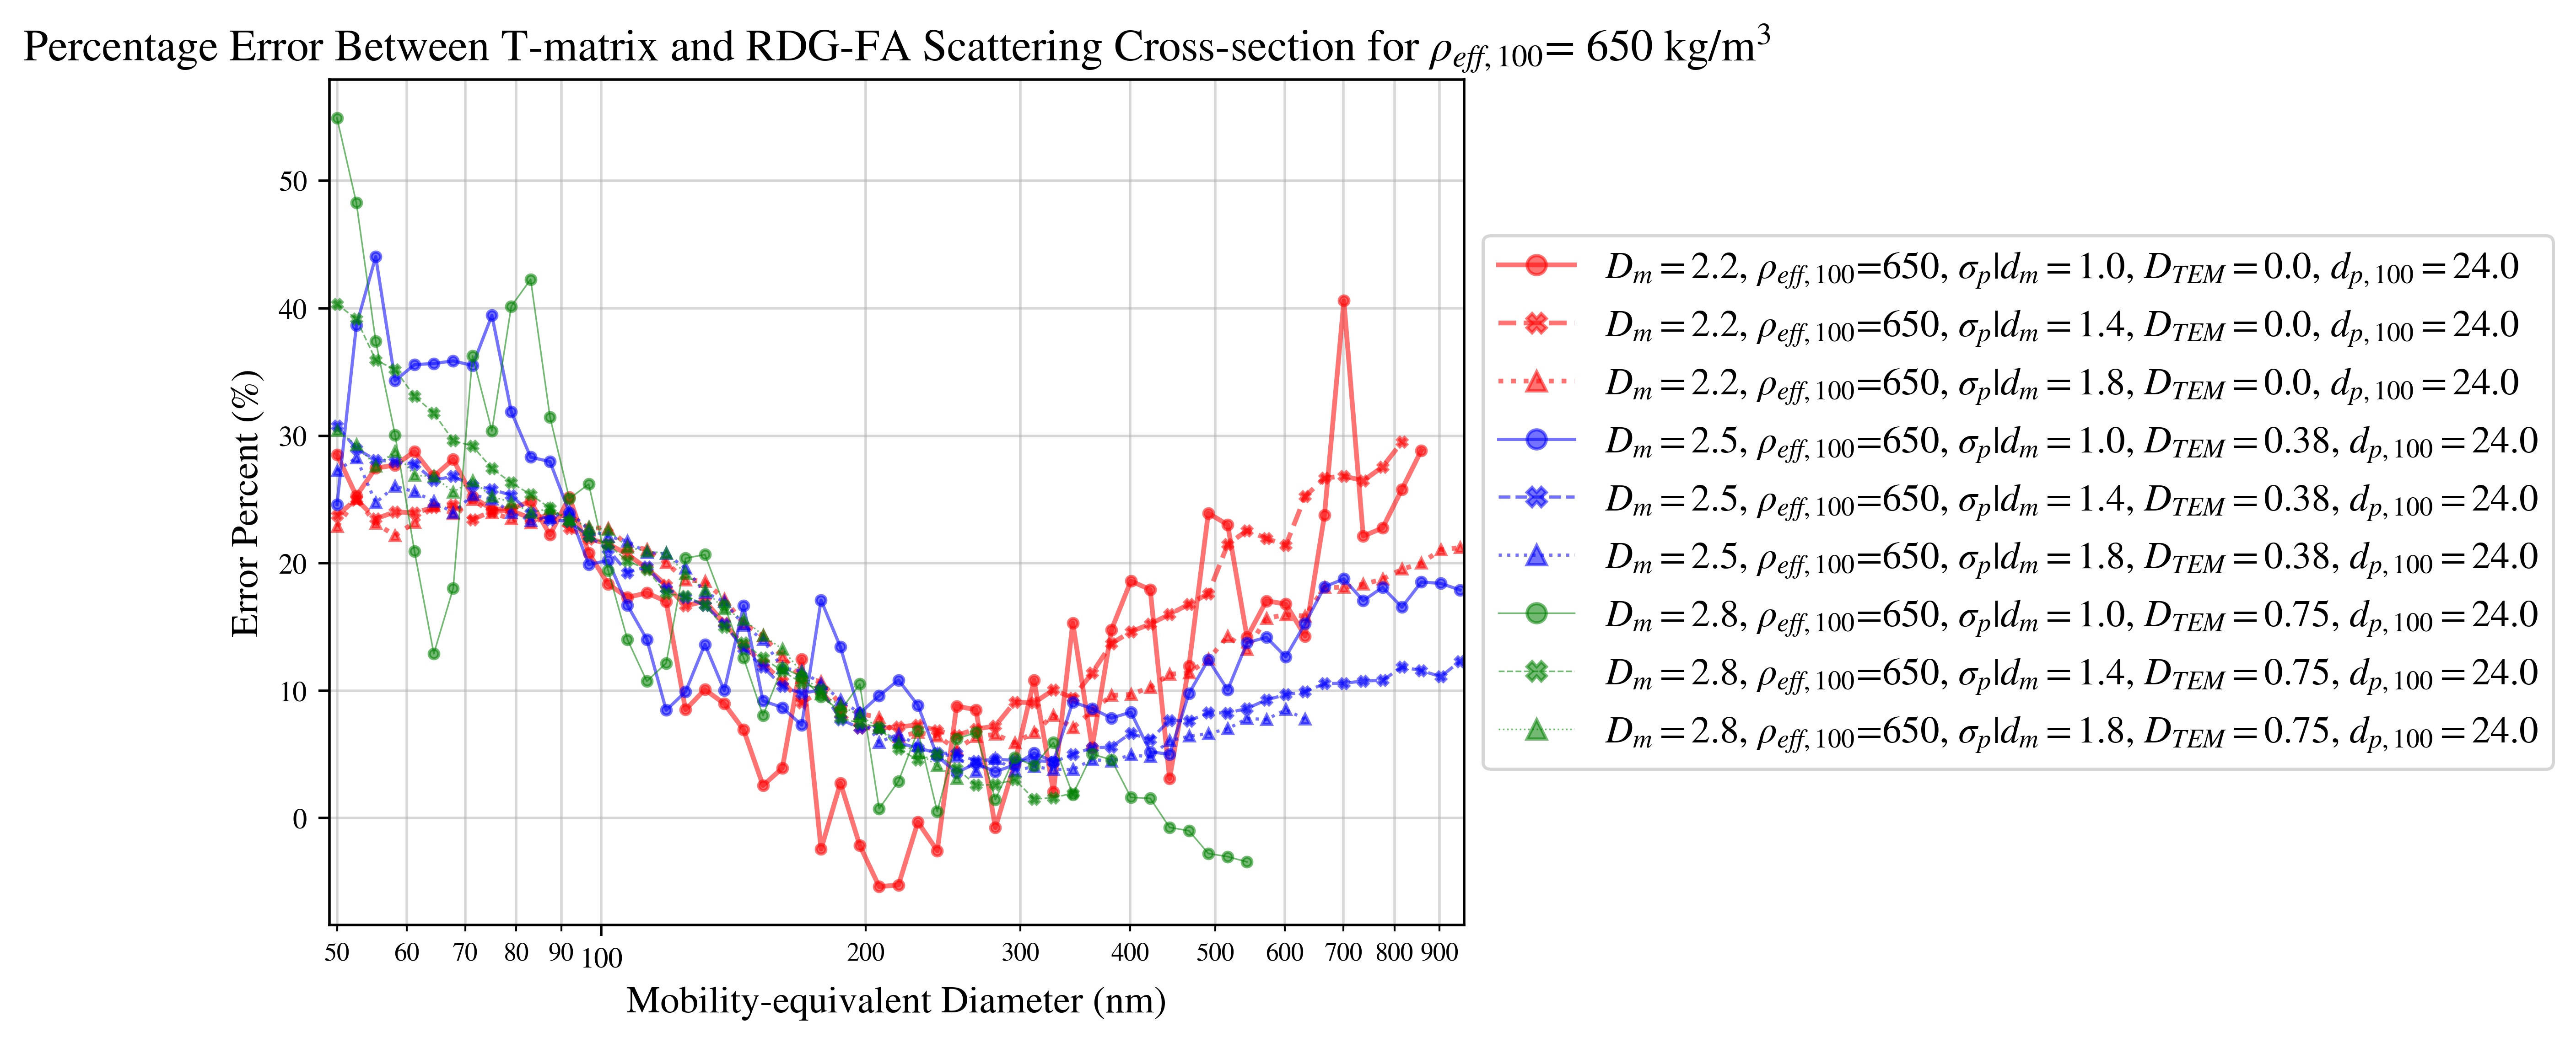 Percentage Error Between T-matrix and RDG-FA Scattering Cross-section for ρeff,100= 650 kg/m³
Error Percent (%)
50
40
30
20
10
0
50 60 70 80 90 100 200 300 400 500 600 700 800 900
Mobility-equivalent Diameter (nm)
Dm = 2.2, ρeff,100=650, σp|dm = 1.0, DTEM = 0.0, dp,100 = 24.0
Dm = 2.2, ρeff,100=650, σp|dm = 1.4, DTEM = 0.0, dp,100 = 24.0
Dm = 2.2, ρeff,100=650, σp|dm = 1.8, DTEM = 0.0, dp,100 = 24.0
Dm = 2.5, ρeff,100=650, σp|dm = 1.0, DTEM = 0.38, dp,100 = 24.0
Dm = 2.5, ρeff,100=650, σp|dm = 1.4, DTEM = 0.38, dp,100 = 24.0
Dm = 2.5, ρeff,100=650, σp|dm = 1.8, DTEM = 0.38, dp,100 = 24.0
Dm = 2.8, ρeff,100=650, σp|dm = 1.0, DTEM = 0.75, dp,100 = 24.0
Dm = 2.8, ρeff,100=650, σp|dm = 1.4, DTEM = 0.75, dp,100 = 24.0
Dm = 2.8, ρeff,100=650, σp|dm = 1.8, DTEM = 0.75, dp,100 = 24.0